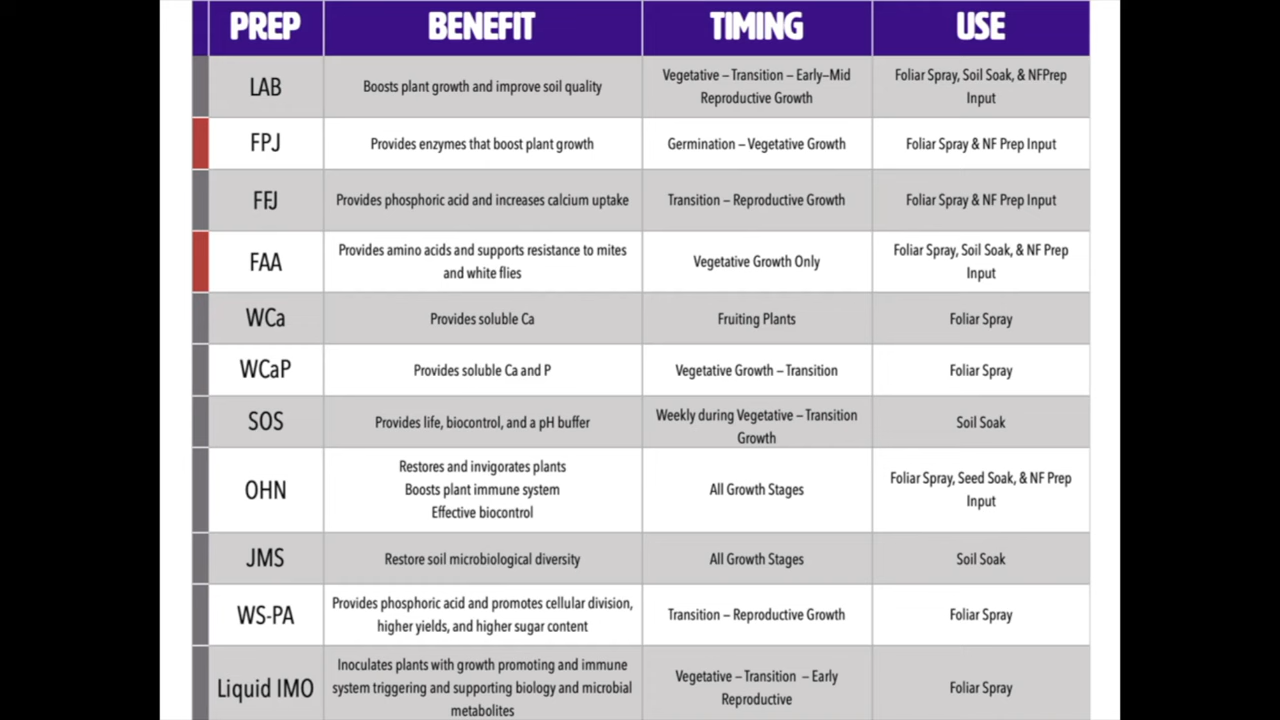 PREP BENEFIT TIMING USE
LAB
Boosts plant growth and improve soil quality
Vegetative – Transition – Early–Mid
Reproductive Growth
Foliar Spray, Soil Soak, & NFPrep
Input
FPJ
Provides enzymes that boost plant growth
Germination – Vegetative Growth
Foliar Spray & NF Prep Input
FFJ
Provides phosphoric acid and increases calcium uptake
Transition – Reproductive Growth
Foliar Spray & NF Prep Input
FAA
Provides amino acids and supports resistance to mites
and white flies
Vegetative Growth Only
Foliar Spray, Soil Soak, & NF Prep
Input
WCa
Provides soluble Ca
Fruiting Plants
Foliar Spray
WCaP
Provides soluble Ca and P
Vegetative Growth – Transition
Foliar Spray
SOS
Provides life, biocontrol, and a pH buffer
Weekly during Vegetative – Transition
Growth
Soil Soak
OHN
Restores and invigorates plants
Boosts plant immune system
Effective biocontrol
All Growth Stages
Foliar Spray, Seed Soak, & NF Prep
Input
JMS
Restore soil microbiological diversity
All Growth Stages
Soil Soak
WS-PA
Provides phosphoric acid and promotes cellular division,
higher yields, and higher sugar content
Transition – Reproductive Growth
Foliar Spray
Liquid IMO
Inoculates plants with growth promoting and immune
system triggering and supporting biology and microbial
metabolites
Vegetative – Transition – Early
Reproductive
Foliar Spray